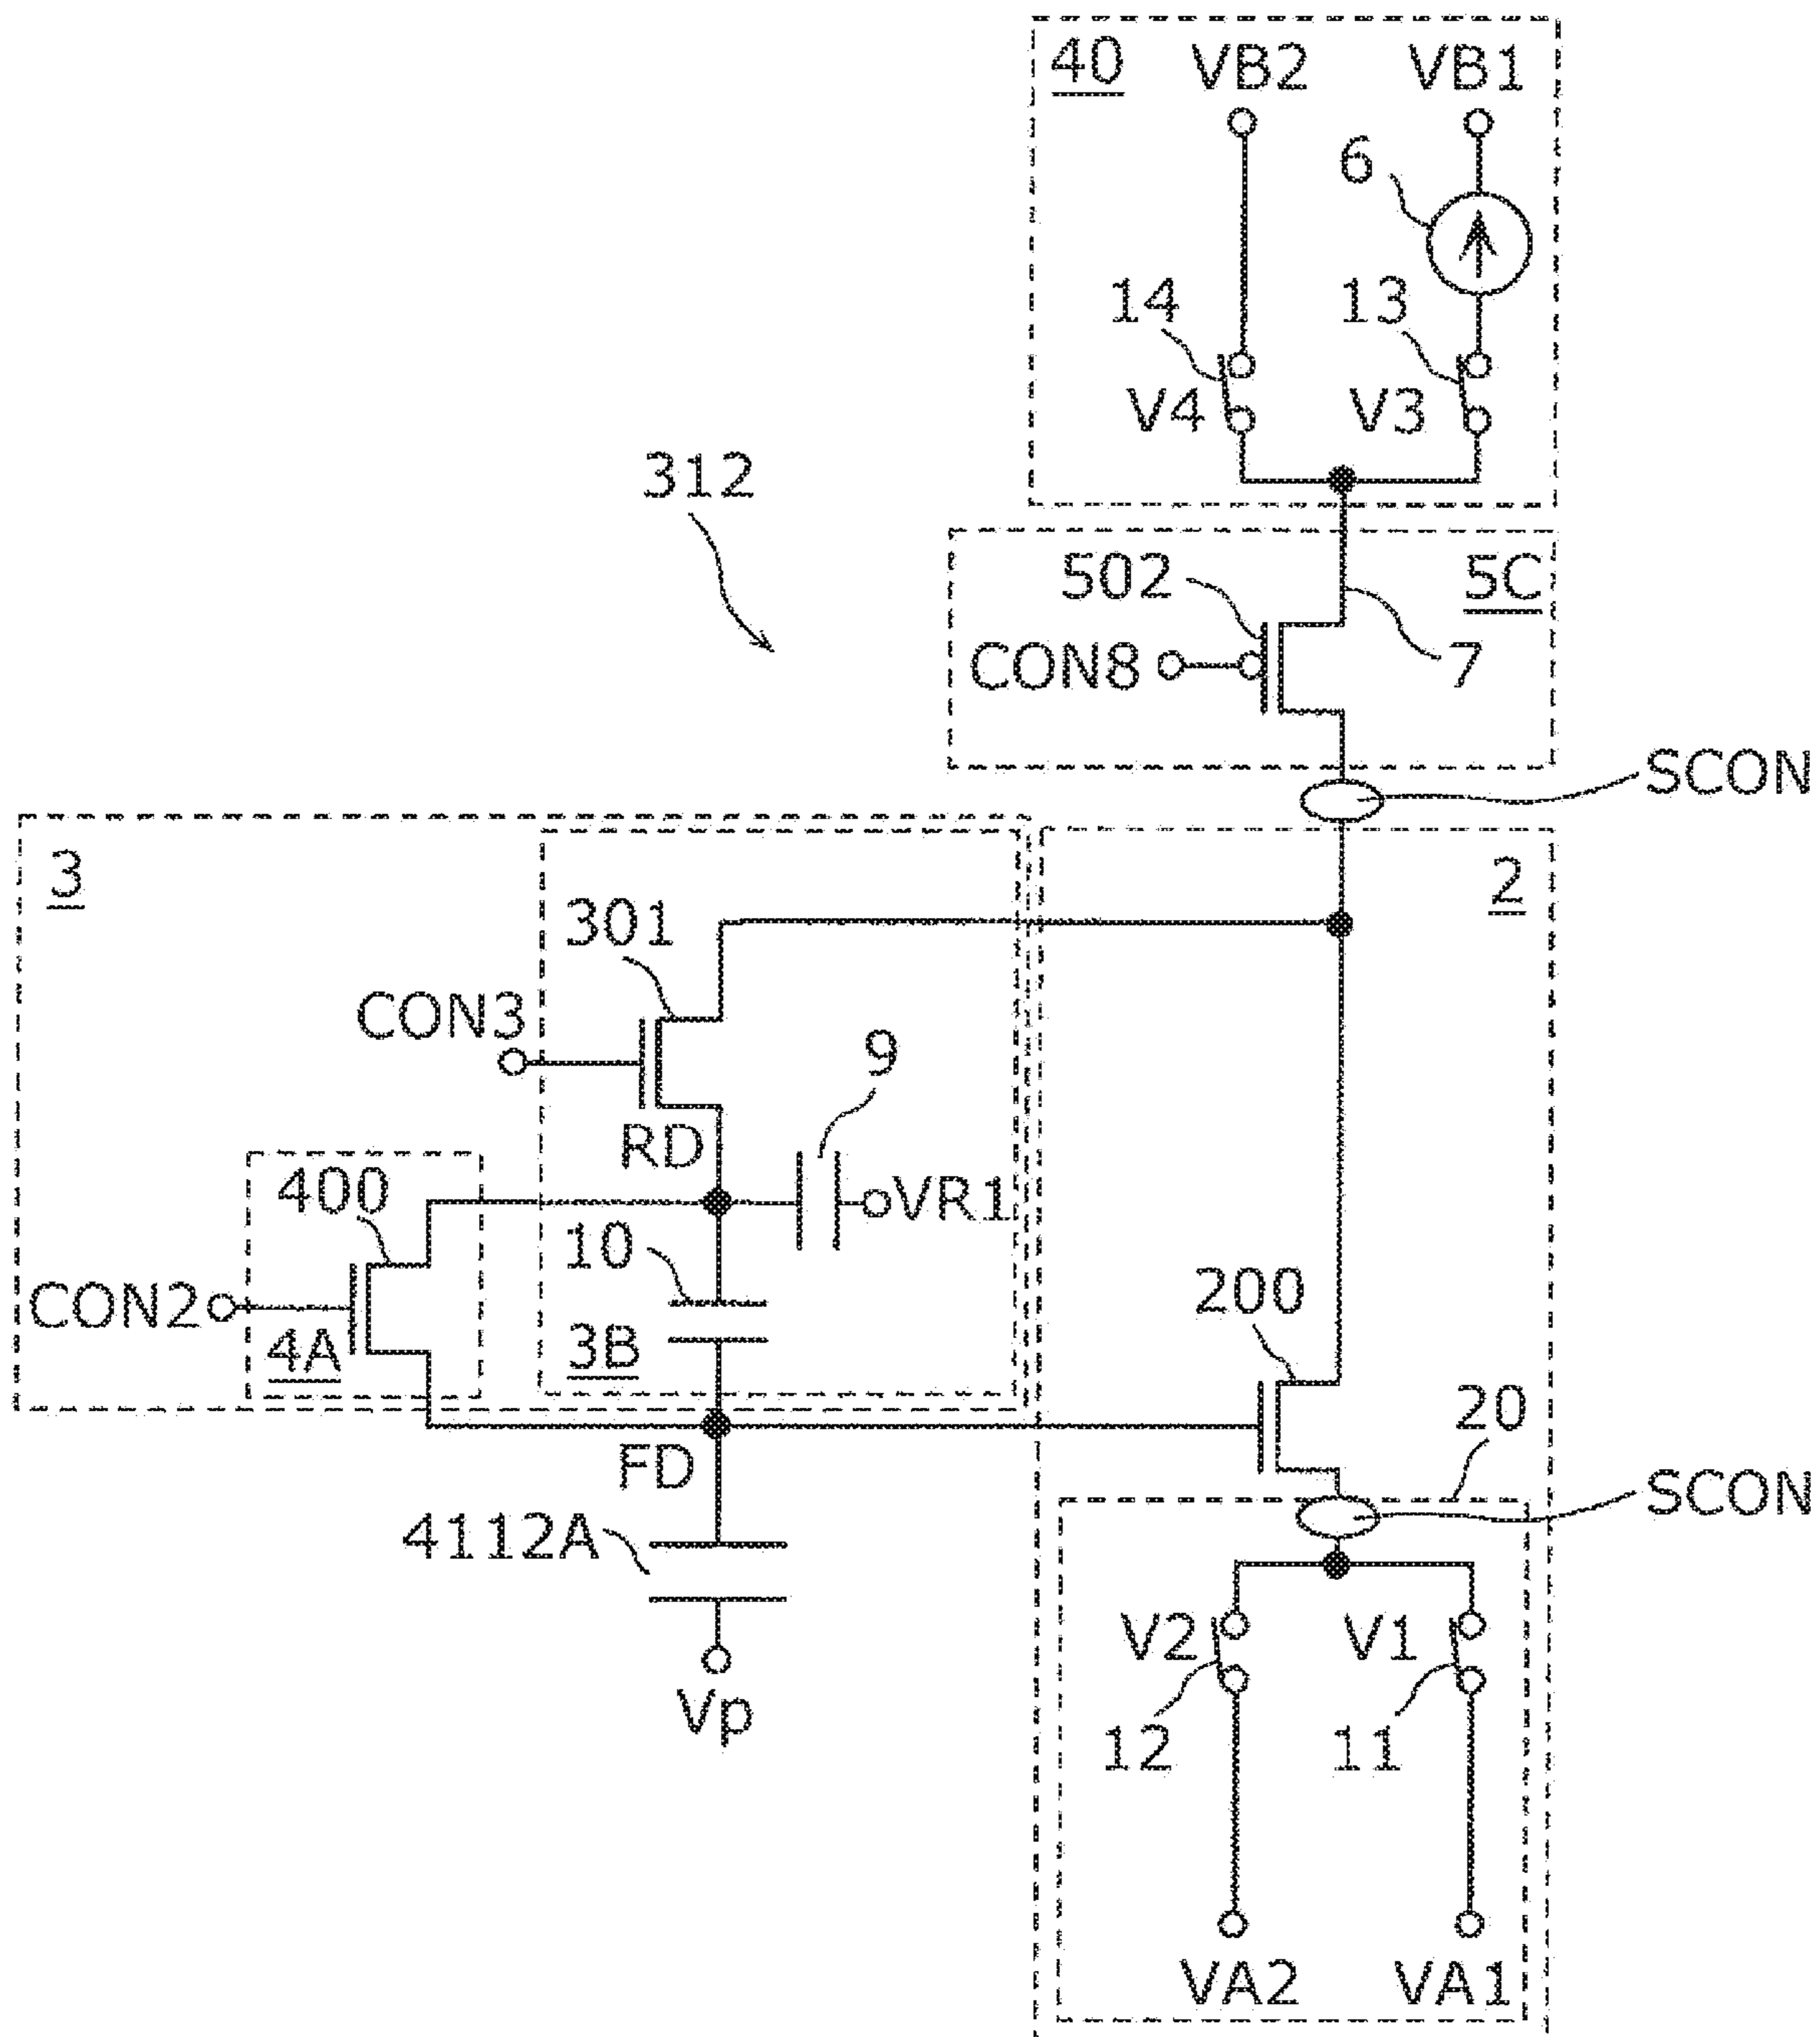 40 VB2 VB1
6
14 13
V4 V3
312
502 5C
CON8 7
SCON
3 2
301
CON3 9
RD
400 VR1
10
CON2 200
4A 3B
20
FD
SCON
4112A
V2 V1
Vp
12 11
VA2 VA1